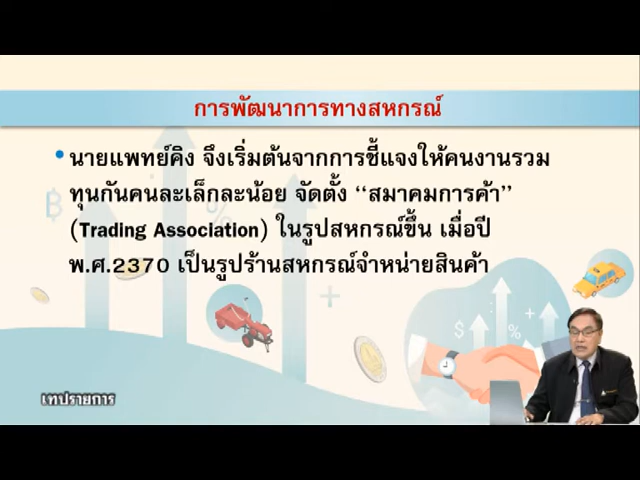 การพัฒนาการทางสหกรณ์
• นายแพทย์คิง จึงเริ่มต้นจากการชี้แจงให้คนงานรวม
ทุนกันคนละเล็กละน้อย จัดตั้ง “สมาคมการค้า”
(Trading Association) ในรูปสหกรณ์ขึ้น เมื่อปี
พ.ศ.2370 เป็นรูปร้านสหกรณ์จำหน่ายสินค้า
เทปรายการ